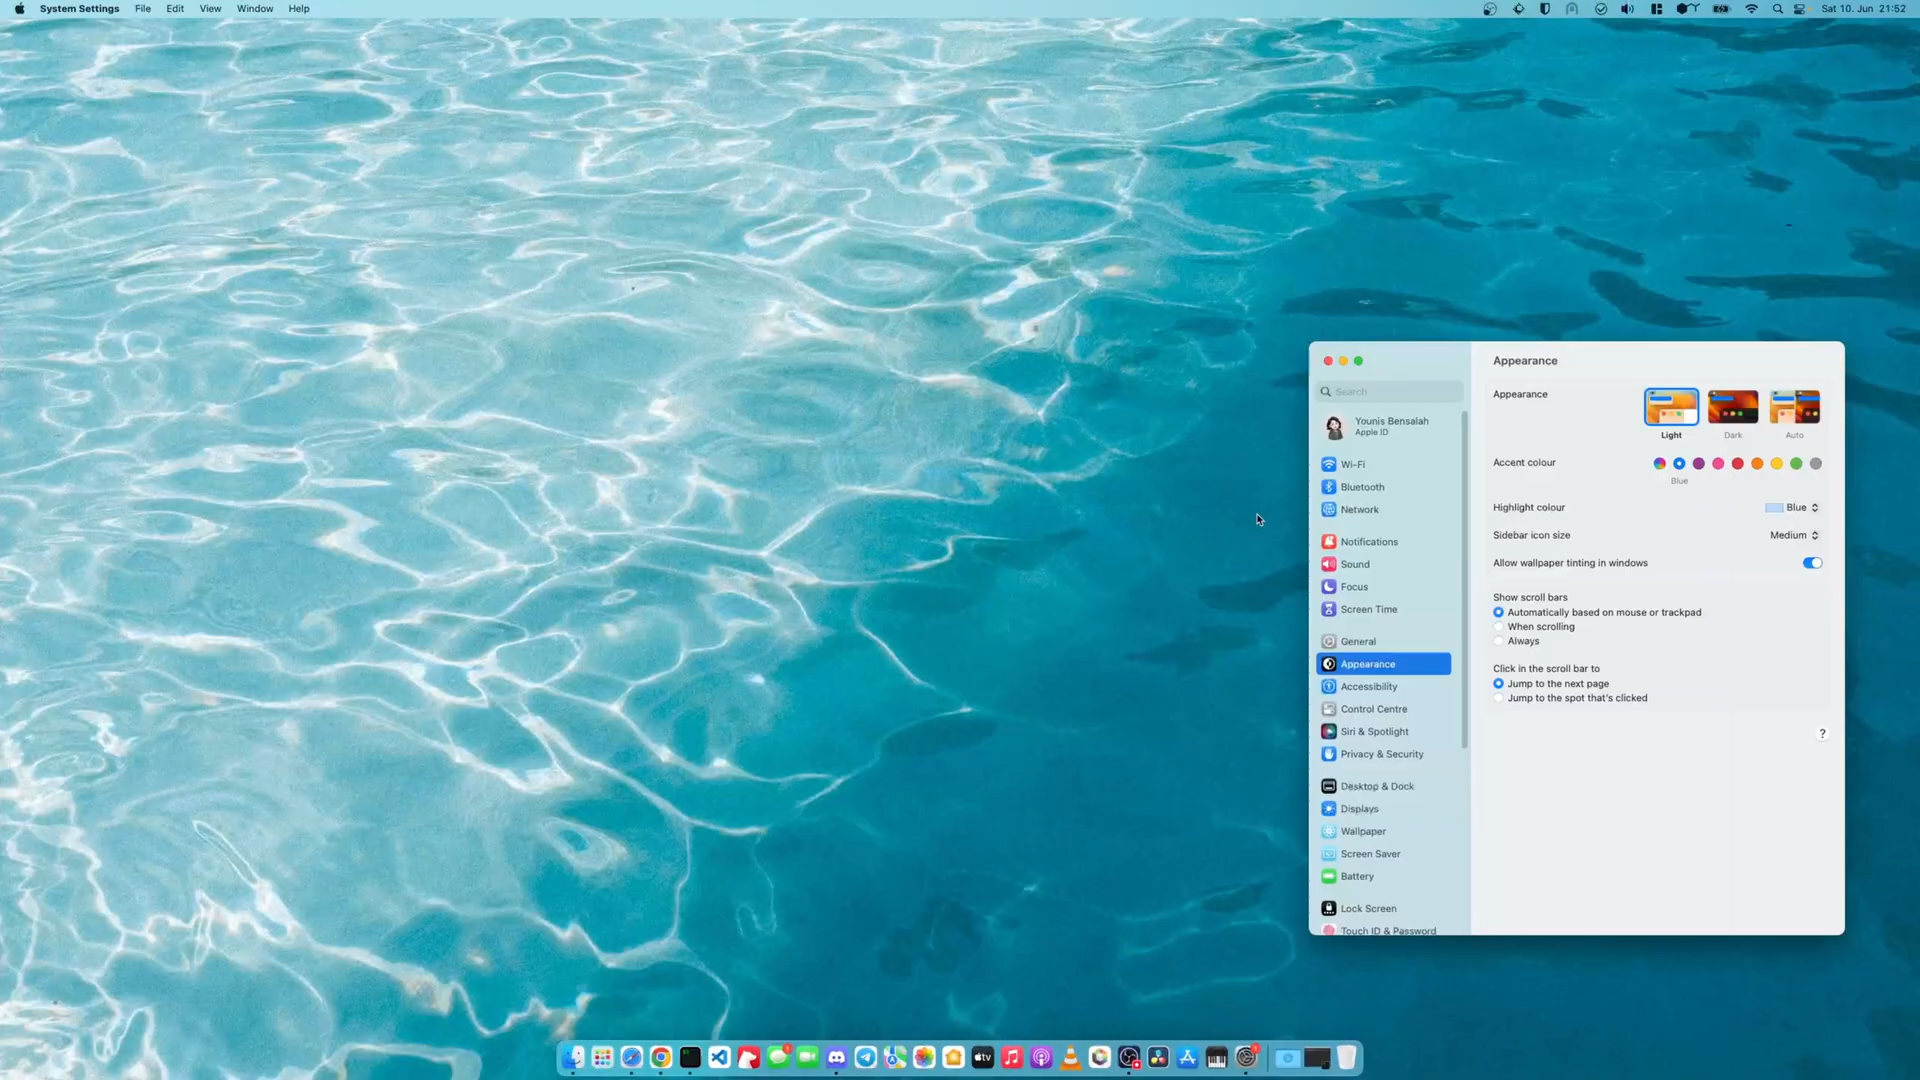 System Settings File Edit View Window Help Sat 10. Jun 21:52
Appearance
Search
Younis Bensalah
Apple ID
Wi-Fi
Bluetooth
Network
Notifications
Sound
Focus
Screen Time
General
Appearance
Accessibility
Control Centre
Siri & Spotlight
Privacy & Security
Desktop & Dock
Displays
Wallpaper
Screen Saver
Battery
Lock Screen
Touch ID & Password
Appearance
Light Dark Auto
Accent colour
Blue
Highlight colour Blue
Sidebar icon size Medium
Allow wallpaper tinting in windows
Show scroll bars
Automatically based on mouse or trackpad
When scrolling
Always
Click in the scroll bar to
Jump to the next page
Jump to the spot that's clicked
?
tv